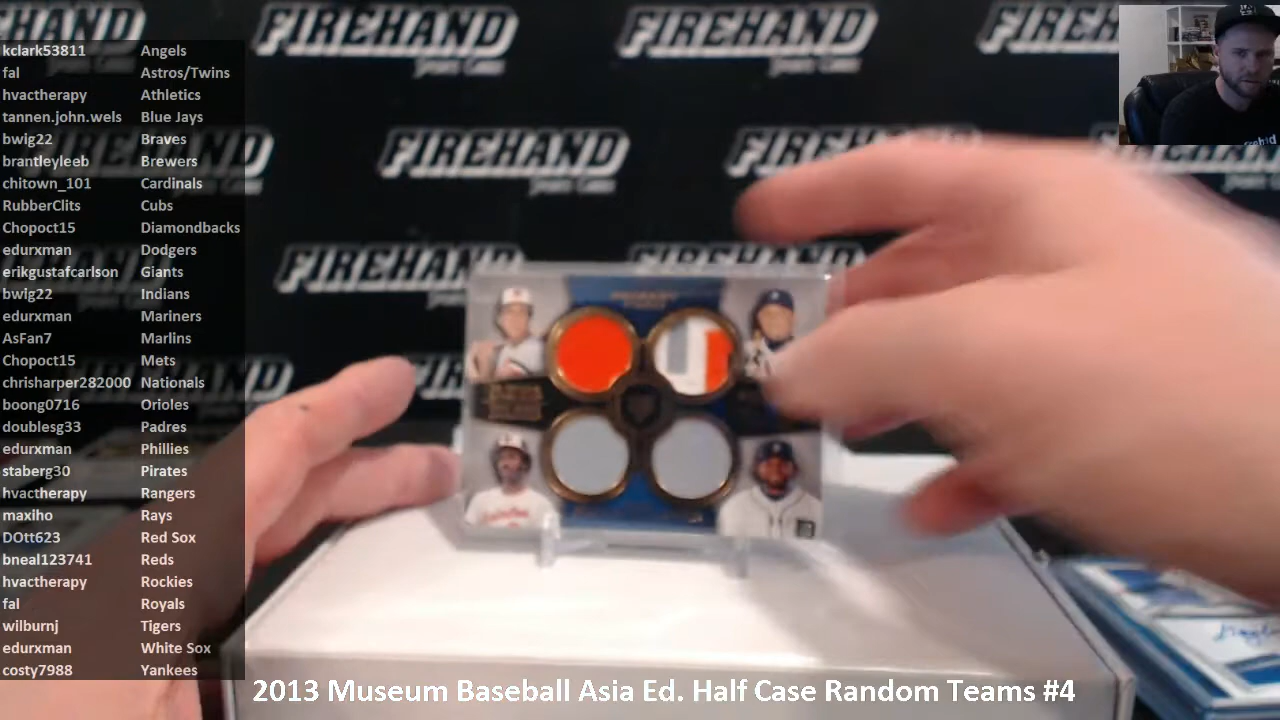 FIREHAND FIREHAND FIREHAND
FIREHAND FIREHAND
FIREHAND FIREHAND
kclark53811 Angels
fal Astros/Twins
hvactherapy Athletics
tannen.john.wels Blue Jays
bwig22 Braves
brantleyleeb Brewers
chitown_101 Cardinals
RubberClits Cubs
Chopoct15 Diamondbacks
edurxman Dodgers
erikgustafcarlson Giants
bwig22 Indians
edurxman Mariners
AsFan7 Marlins
Chopoct15 Mets
chrisharper282000 Nationals
boong0716 Orioles
doublesg33 Padres
edurxman Phillies
staberg30 Pirates
hvactherapy Rangers
maxiho Rays
DOtt623 Red Sox
bneal123741 Reds
hvactherapy Rockies
fal Royals
wilburnj Tigers
edurxman White Sox
costy7988 Yankees
2013 Museum Baseball Asia Ed. Half Case Random Teams #4